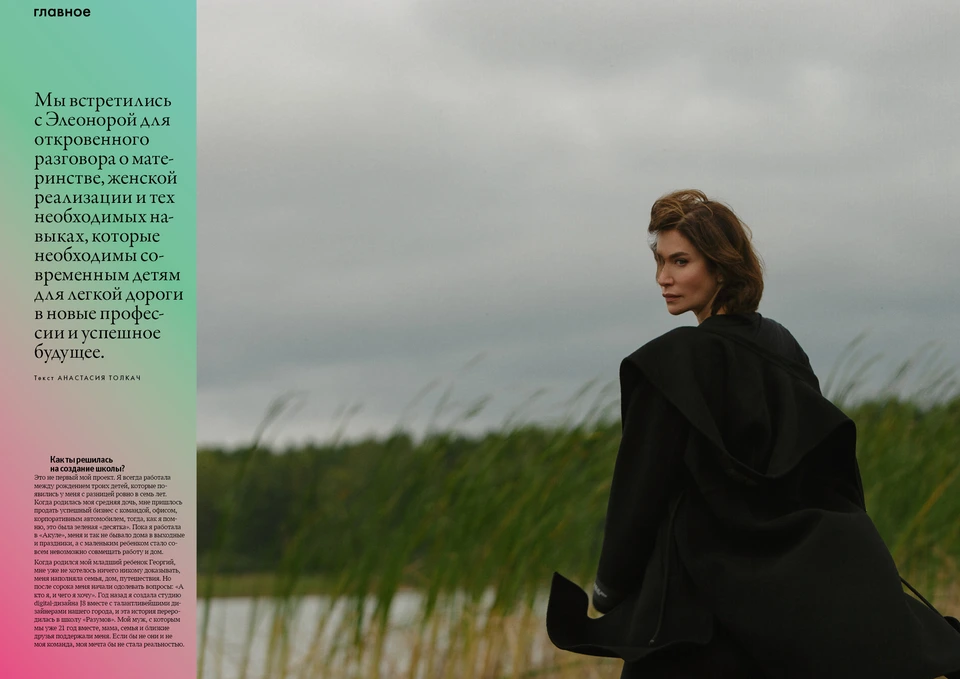 главное
Мы встретились
с Элеонорой для
откровенного
разговора о мате-
ринстве, женской
реализации и тех
необходимых на-
выках, которые
необходимы со-
временным детям
для легкой дороги
в новые профес-
сии и успешное
будущее.
Текст АНАСТАСИЯ ТОЛКАЧ
Как ты решилась
на создание школы?
Это не первый мой проект. Я всегда работала
между рождением троих детей, которые по-
явились у меня с разницей ровно в семь лет.
Когда родилась моя средняя дочь, мне пришлось
продать успешный бизнес с командой, офисом,
корпоративным автомобилем, тогда, как я пом-
ню, это была зеленая «десятка». Пока я работала
в «Акуле», меня и так не бывало дома в выходные
и праздники, а с маленьким ребенком стало со-
всем невозможно совмещать работу и дом.
Когда родился мой младший ребенок Георгий,
мне уже не хотелось ничего никому доказывать,
меня наполняла семья, дом, путешествия. Но
после сорока меня начали одолевать вопросы: «А
кто я, и чего я хочу». Год назад я создала студию
digital-дизайна J8 вместе с талантливейшими ди-
зайнерами нашего города, и эта история переро-
дилась в школу «Разумов». Мой муж, с которым
мы уже 21 год вместе, мама, семья и близкие
друзья поддержали меня. Если бы не они и не
моя команда, моя мечта бы не стала реальностью.